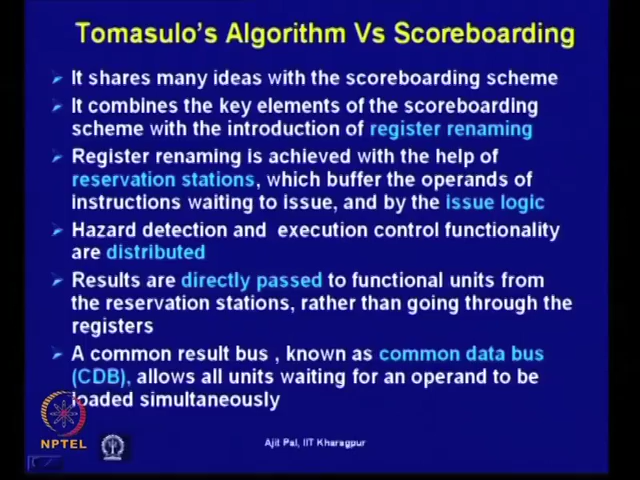 Tomasulo's Algorithm Vs Scoreboarding
It shares many ideas with the scoreboarding scheme
It combines the key elements of the scoreboarding
scheme with the introduction of register renaming
Register renaming is achieved with the help of
reservation stations, which buffer the operands of
instructions waiting to issue, and by the issue logic
Hazard detection and execution control functionality
are distributed
Results are directly passed to functional units from
the reservation stations, rather than going through the
registers
A common result bus , known as common data bus
(CDB), allows all units waiting for an operand to be
loaded simultaneously
NPTEL
Ajit Pal, IIT Kharagpur